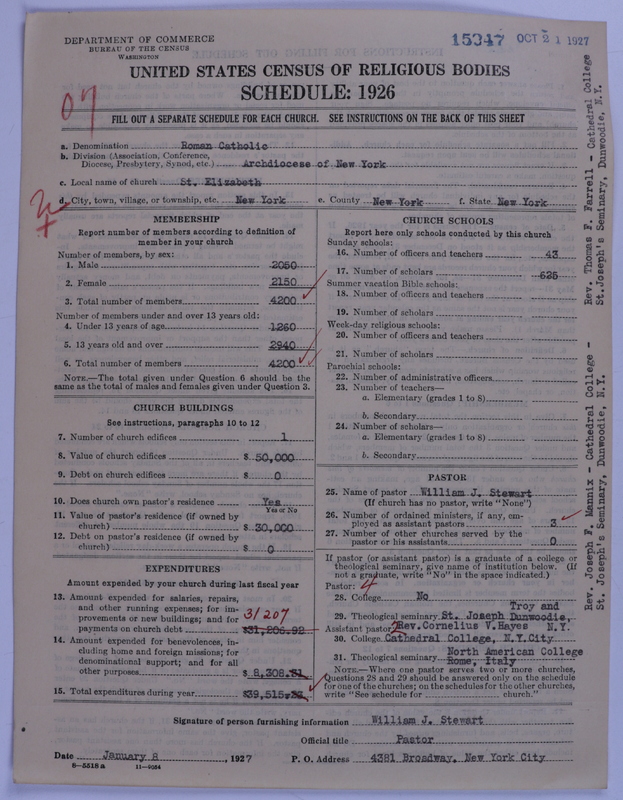 DEPARTMENT OF COMMERCE
BUREAU OF THE CENSUS
WASHINGTON
15347 OCT 21 1927
UNITED STATES CENSUS OF RELIGIOUS BODIES
SCHEDULE: 1926
FILL OUT A SEPARATE SCHEDULE FOR EACH CHURCH. SEE INSTRUCTIONS ON THE BACK OF THIS SHEET
a. Denomination Roman Catholic
b. Division (Association, Conference,
Diocese, Presbytery, Synod, etc.) Archdiocese of New York
c. Local name of church St. Elizabeth
d. City, town, village, or township, etc. New York e. County New York f. State New York
MEMBERSHIP
Report number of members according to definition of
member in your church
Number of members, by sex:
1. Male 2050
2. Female 2150
3. Total number of members 4200
Number of members under and over 13 years old:
4. Under 13 years of age 1260
5. 13 years old and over 2940
6. Total number of members 4200
NOTE.—The total given under Question 6 should be the
same as the total of males and females given under Question 3.
CHURCH BUILDINGS
See instructions, paragraphs 10 to 12
7. Number of church edifices 1
8. Value of church edifices $ 50,000
9. Debt on church edifices $ 0
10. Does church own pastor's residence Yes
Yes or No
11. Value of pastor's residence (if owned by
church) $ 30,000
12. Debt on pastor's residence (if owned by
church) $ 0
EXPENDITURES
Amount expended by your church during last fiscal year
13. Amount expended for salaries, repairs,
and other running expenses; for im-
provements or new buildings; and for 31207
payments on church debt $31,206.92
14. Amount expended for benevolences, in-
cluding home and foreign missions; for
denominational support; and for all
other purposes $ 8,308.
15. Total expenditures during year $39,515.
CHURCH SCHOOLS
Report here only schools conducted by this church
Sunday schools:
16. Number of officers and teachers 43
17. Number of scholars 625
Summer vacation Bible schools:
18. Number of officers and teachers
19. Number of scholars
Week-day religious schools:
20. Number of officers and teachers
21. Number of scholars
Parochial schools:
22. Number of administrative officers
23. Number of teachers—
a. Elementary (grades 1 to 8)
b. Secondary
24. Number of scholars—
a. Elementary (grades 1 to 8)
b. Secondary
PASTOR
25. Name of pastor William J. Stewart
(If church has no pastor, write "None")
26. Number of ordained ministers, if any, em-
ployed as assistant pastors 3
27. Number of other churches served by the
pastor or his assistants 0
If pastor (or assistant pastor) is a graduate of a college or
theological seminary, give name of institution below. (If
not a graduate, write "No" in the space indicated.)
Pastor: 4
28. College No
Troy and
29. Theological seminary St. Joseph Dunwoodie,
Assistant pastor Rev. Cornelius V. Hayes N.Y.
30. College Cathedral College, N.Y.City
North American College
31. Theological seminary Rome, Italy
NOTE.—Where one pastor serves two or more churches,
Questions 28 and 29 should be answered only on the schedule
for one of the churches; on the schedules for the other churches,
write "See schedule for church."
Signature of person furnishing information William J. Stewart
Official title Pastor
Date January 8, 1927 P. O. Address 4381 Broadway. New York City
8-5518 a 11-9054
Rev. Joseph F. Mannix - Cathedral College - Rev. Thomas F. Farrell - Cathedral College
St. Joseph's Seminary, Dunwoodie, N.Y. St.Joseph's Seminary, Dunwoodie, N.Y.